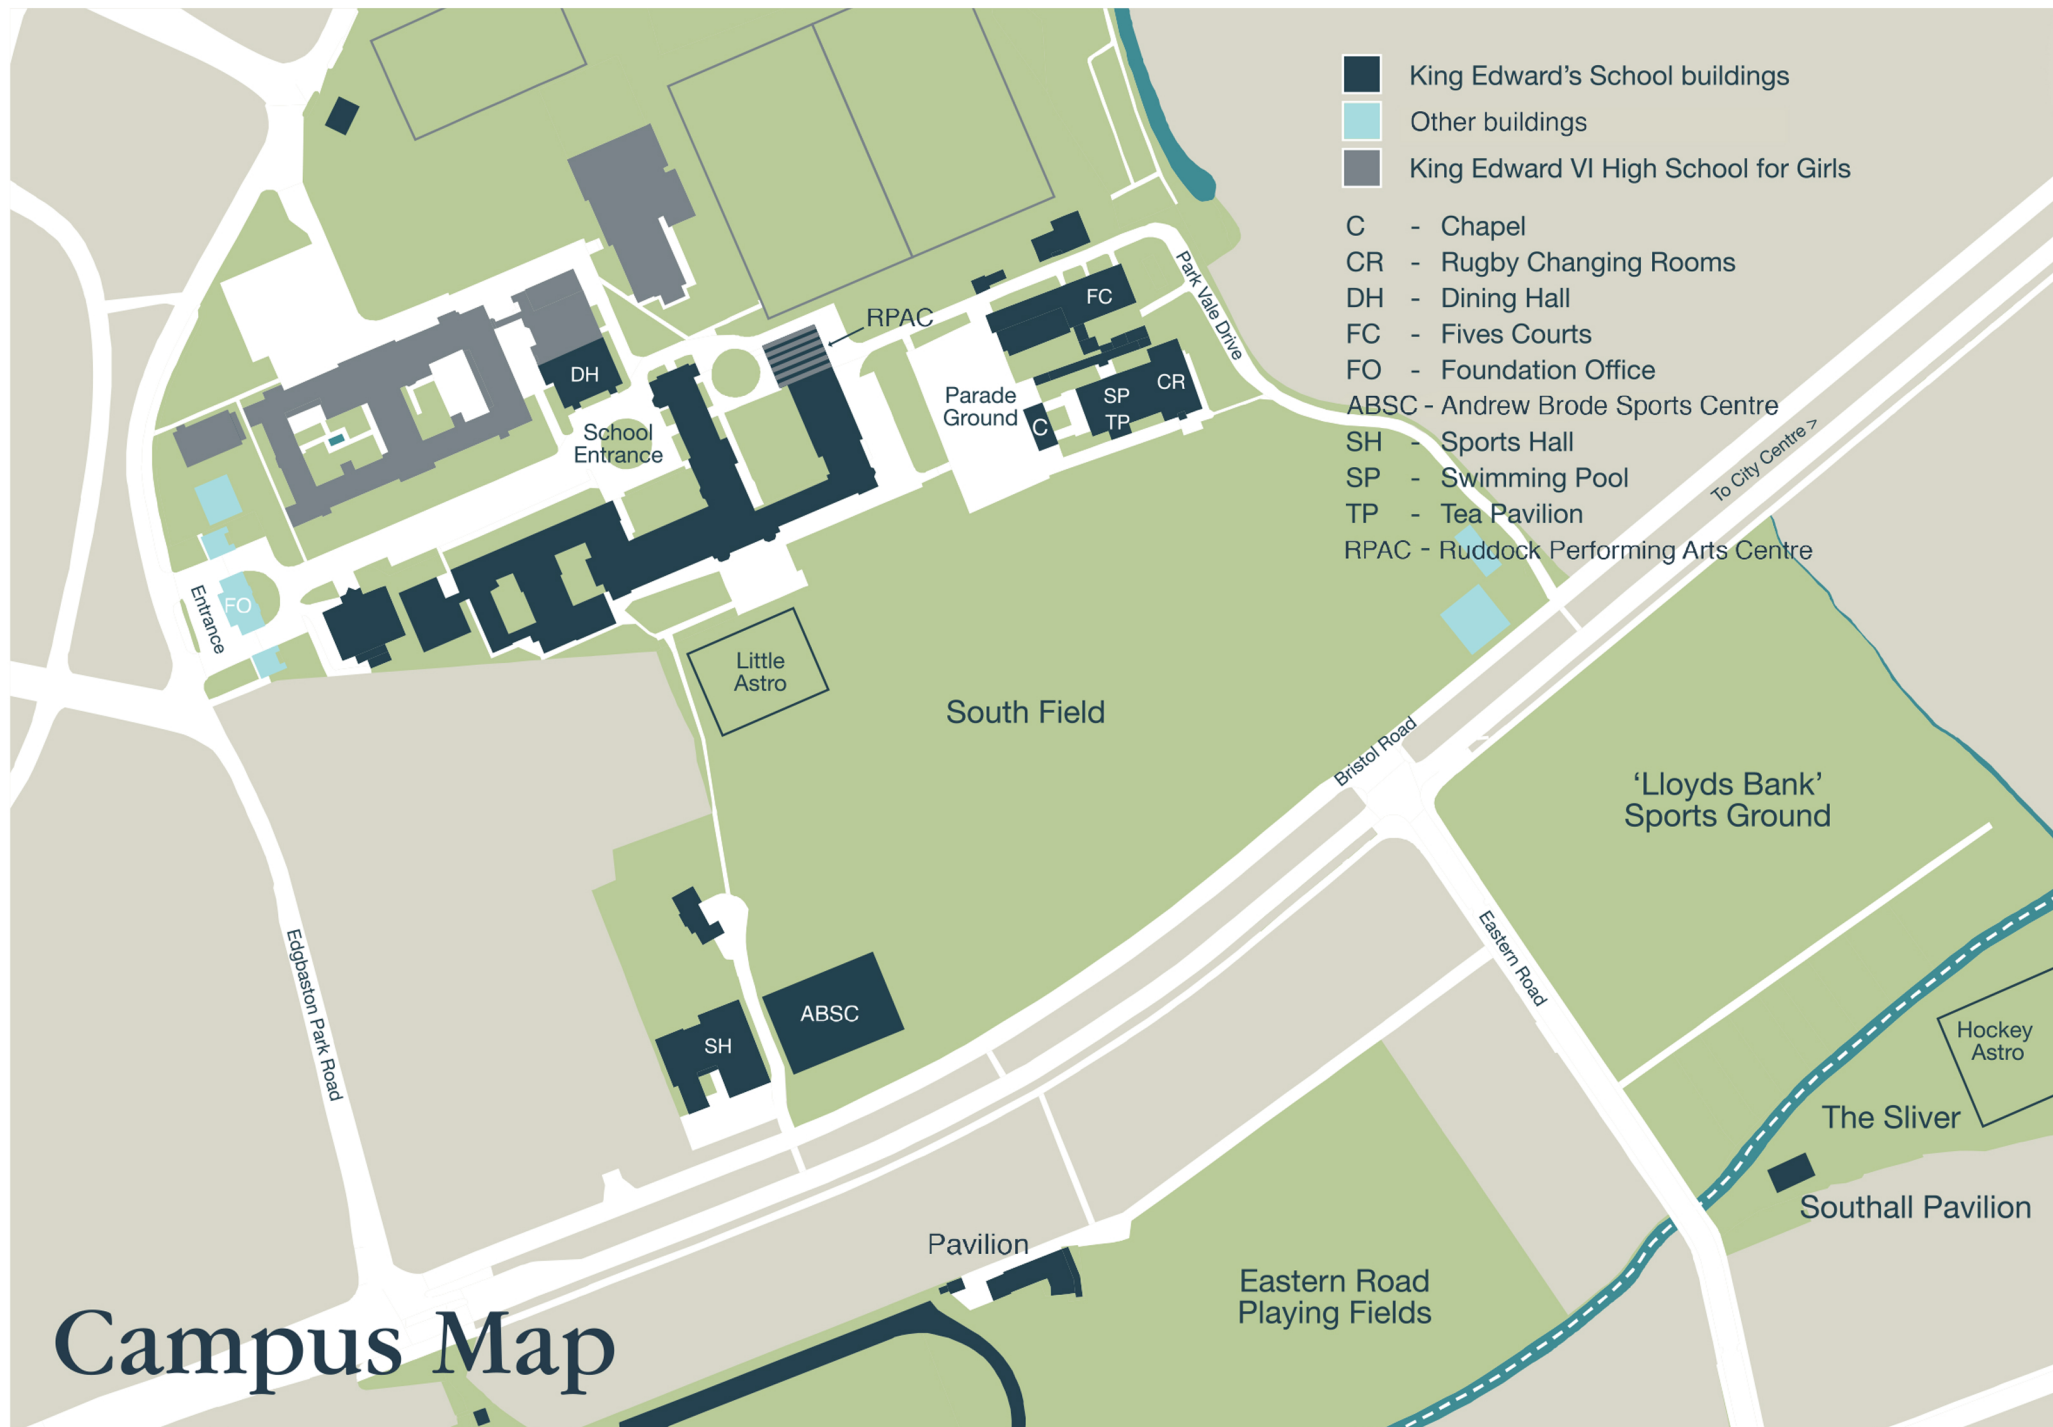 King Edward's School buildings
Other buildings
King Edward VI High School for Girls
C - Chapel
CR - Rugby Changing Rooms
DH - Dining Hall
FC - Fives Courts
FO - Foundation Office
ABSC - Andrew Brode Sports Centre
SH - Sports Hall
SP - Swimming Pool
TP - Tea Pavilion
RPAC - Ruddock Performing Arts Centre
FC
Park Vale Drive
RPAC
DH
Parade
Ground
SP
CR
TP
C
School
Entrance
To City Centre >
Entrance
FO
Little
Astro
South Field
Bristol Road
'Lloyds Bank'
Sports Ground
Edgbaston Park Road
Eastern Road
ABSC
SH
Hockey
Astro
The Sliver
Southall Pavilion
Pavilion
Eastern Road
Playing Fields
Campus Map